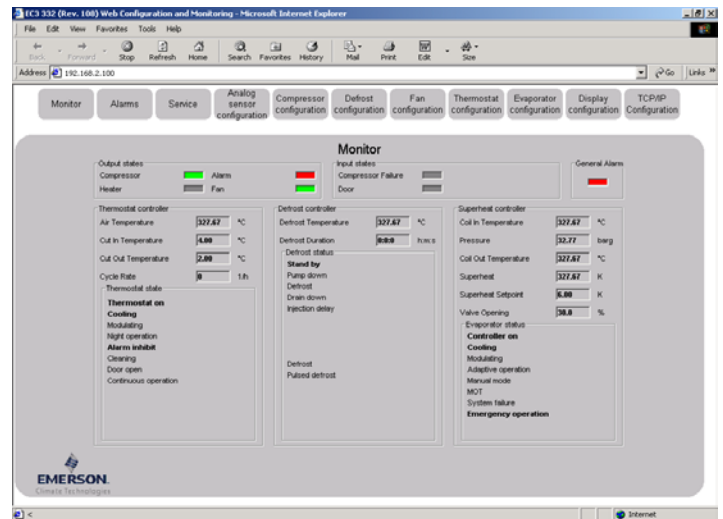 EC3 332 (Rev. 108) Web Configuration and Monitoring - Microsoft Internet Explorer
File Edit View Favorites Tools Help
Back Forward Stop Refresh Home Search Favorites History Mail Print Edit Size
Address 192.168.2.100 Go Links »
Monitor Alarms Service Analog sensor configuration Compressor configuration Defrost configuration Fan configuration Thermostat configuration Evaporator configuration Display configuration TCP/IP Configuration
Monitor
Output states
Compressor Alarm
Heater Fan
Input states
Compressor Failure
Door
General Alarm
Thermostat controller
Air Temperature 327.67 °C
Cut In Temperature 4.00 °C
Cut Out Temperature 2.00 °C
Cycle Rate 0 1/h
Thermostat state
Thermostat on
Cooling
Modulating
Night operation
Alarm inhibit
Cleaning
Door open
Continuous operation
Defrost controller
Defrost Temperature 327.67 °C
Defrost Duration 0:0:0 h:m:s
Defrost status
Stand by
Pump down
Defrost
Drain down
Injection delay
Defrost
Pulsed defrost
Superheat controller
Coil In Temperature 327.67 °C
Pressure 32.77 barg
Coil Out Temperature 327.67 °C
Superheat 327.67 K
Superheat Setpoint 6.00 K
Valve Opening 38.0 %
Evaporator status
Controller on
Cooling
Modulating
Adaptive operation
Manual mode
MOT
System failure
Emergency operation
EMERSON.
Climate Technologies
<
Internet